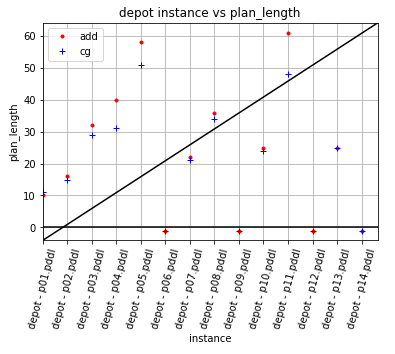 depot instance vs plan_length
add
cg
60
50
40
30
20
10
0
plan_length
depot - p01.pddl
depot - p02.pddl
depot - p03.pddl
depot - p04.pddl
depot - p05.pddl
depot - p06.pddl
depot - p07.pddl
depot - p08.pddl
depot - p09.pddl
depot - p10.pddl
depot - p11.pddl
depot - p12.pddl
depot - p13.pddl
depot - p14.pddl
instance